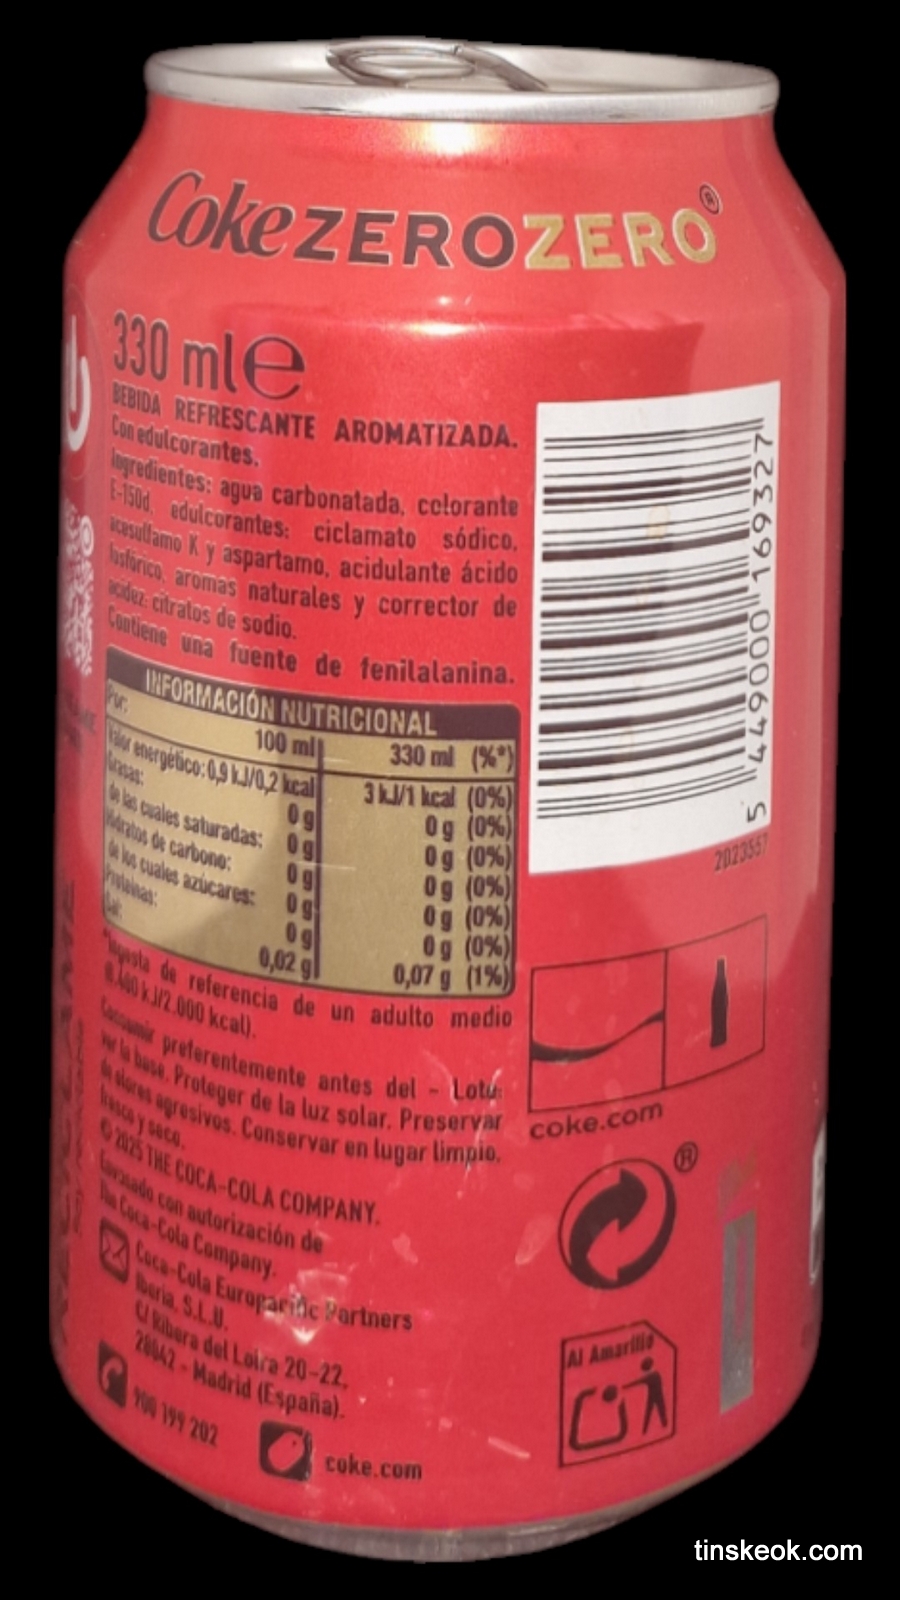 Coke ZERO ZERO®
330 ml e
BEBIDA REFRESCANTE AROMATIZADA.
Con edulcorantes.
Ingredientes: agua carbonatada, colorante
E-150d, edulcorantes: ciclamato sódico,
acesulfamo K y aspartamo, acidulante ácido
fosfórico, aromas naturales y corrector de
acidez: citratos de sodio.
Contiene una fuente de fenilalanina.
INFORMACIÓN NUTRICIONAL
Por: 100 ml 330 ml (%*)
Valor energético: 0,9 kJ/0,2 kcal 3 kJ/1 kcal (0%)
Grasas: 0 g 0 g (0%)
de las cuales saturadas: 0 g 0 g (0%)
Hidratos de carbono: 0 g 0 g (0%)
de los cuales azúcares: 0 g 0 g (0%)
Proteínas: 0 g 0 g (0%)
Sal: 0,02 g 0,07 g (1%)
*Ingesta de referencia de un adulto medio
(8.400 kJ/2.000 kcal).
Consumir preferentemente antes del - Lote:
ver la base. Proteger de la luz solar. Preservar
de olores agresivos. Conservar en lugar limpio,
fresco y seco.
© 2025 THE COCA-COLA COMPANY.
Envasado con autorización de
The Coca-Cola Company.
Coca-Cola Europacific Partners
Iberia, S.L.U.
C/ Ribera del Loira 20-22,
28042 - Madrid (España).
900 199 202
coke.com
5 449000 169327
2023557
coke.com
®
Al Amarillo
tinskeok.com